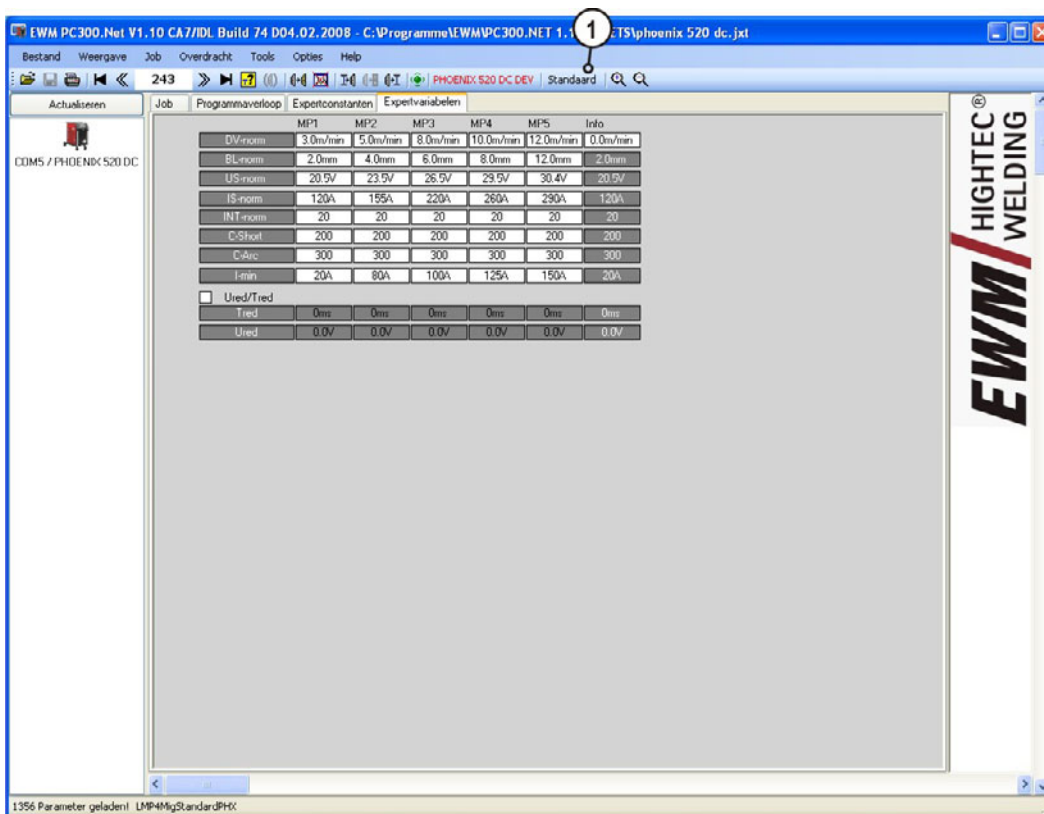 1
EWM PC300.Net V1.10 CA7/IDL Build 74 D04.02.2008 - C:\Programme\EWM\PC300.NET 1.1 ETS\phoenix 520 dc.jxt
Bestand Weergave Job Overdracht Tools Opties Help
243 PHOENIX 520 DC DEV Standaard
Actualiseren
COM5 / PHOENIX 520 DC
Job Programmaverloop Expertconstanten Expertvariabelen
MP1 MP2 MP3 MP4 MP5 Info
DV-norm 3.0m/min 5.0m/min 8.0m/min 10.0m/min 12.0m/min 0.0m/min
BL-norm 2.0mm 4.0mm 6.0mm 8.0mm 12.0mm 2.0mm
US-norm 20.5V 23.5V 26.5V 29.5V 30.4V 20.5V
IS-norm 120A 155A 220A 260A 290A 120A
INT-norm 20 20 20 20 20 20
C-Short 200 200 200 200 200 200
C-Arc 300 300 300 300 300 300
I-min 20A 80A 100A 125A 150A 20A
Ured/Tred
Tred 0ms 0ms 0ms 0ms 0ms 0ms
Ured 0.0V 0.0V 0.0V 0.0V 0.0V 0.0V
EWM HIGHTEC®
WELDING
1356 Parameter geladen! LMP4MigStandardPHX